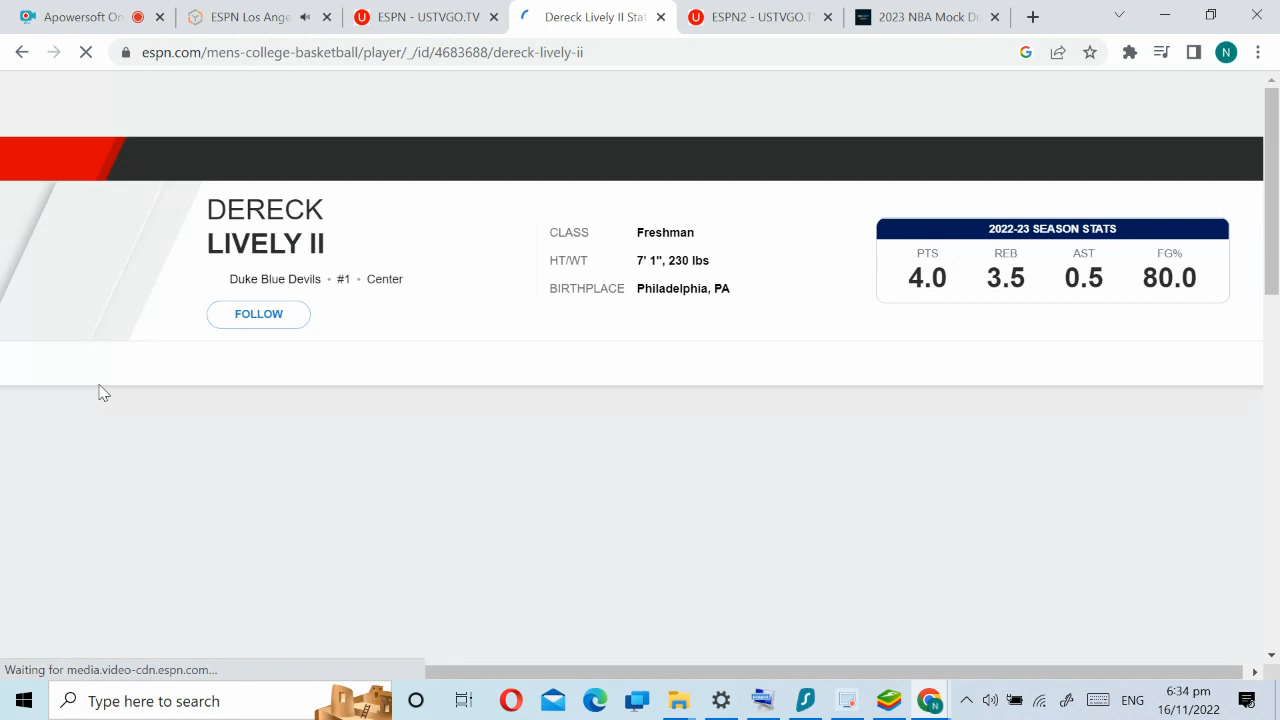 Apowersoft On
ESPN Los Ange
ESPN - USTVGO.TV
Dereck Lively II Sta
ESPN2 - USTVGO.T
2023 NBA Mock Dr
espn.com/mens-college-basketball/player/_/id/4683688/dereck-lively-ii
N
DERECK
LIVELY II
Duke Blue Devils • #1 • Center
FOLLOW
CLASS Freshman
HT/WT 7' 1", 230 lbs
BIRTHPLACE Philadelphia, PA
2022-23 SEASON STATS
PTS REB AST FG%
4.0 3.5 0.5 80.0
Waiting for media.video-cdn.espn.com...
Type here to search
ENG
6:34 pm
16/11/2022